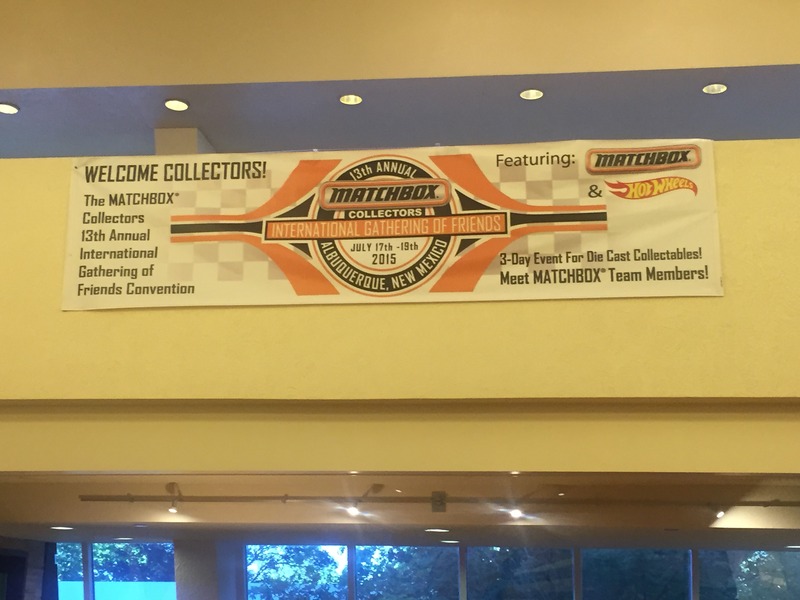 WELCOME COLLECTORS!
The MATCHBOX®
Collectors
13th Annual
International
Gathering of
Friends Convention
13th ANNUAL
MATCHBOX
COLLECTORS
INTERNATIONAL GATHERING OF FRIENDS
JULY 17th -19th
2015
ALBUQUERQUE, NEW MEXICO
Featuring: MATCHBOX
& HOT WHEELS
3-Day Event For Die Cast Collectables!
Meet MATCHBOX® Team Members!